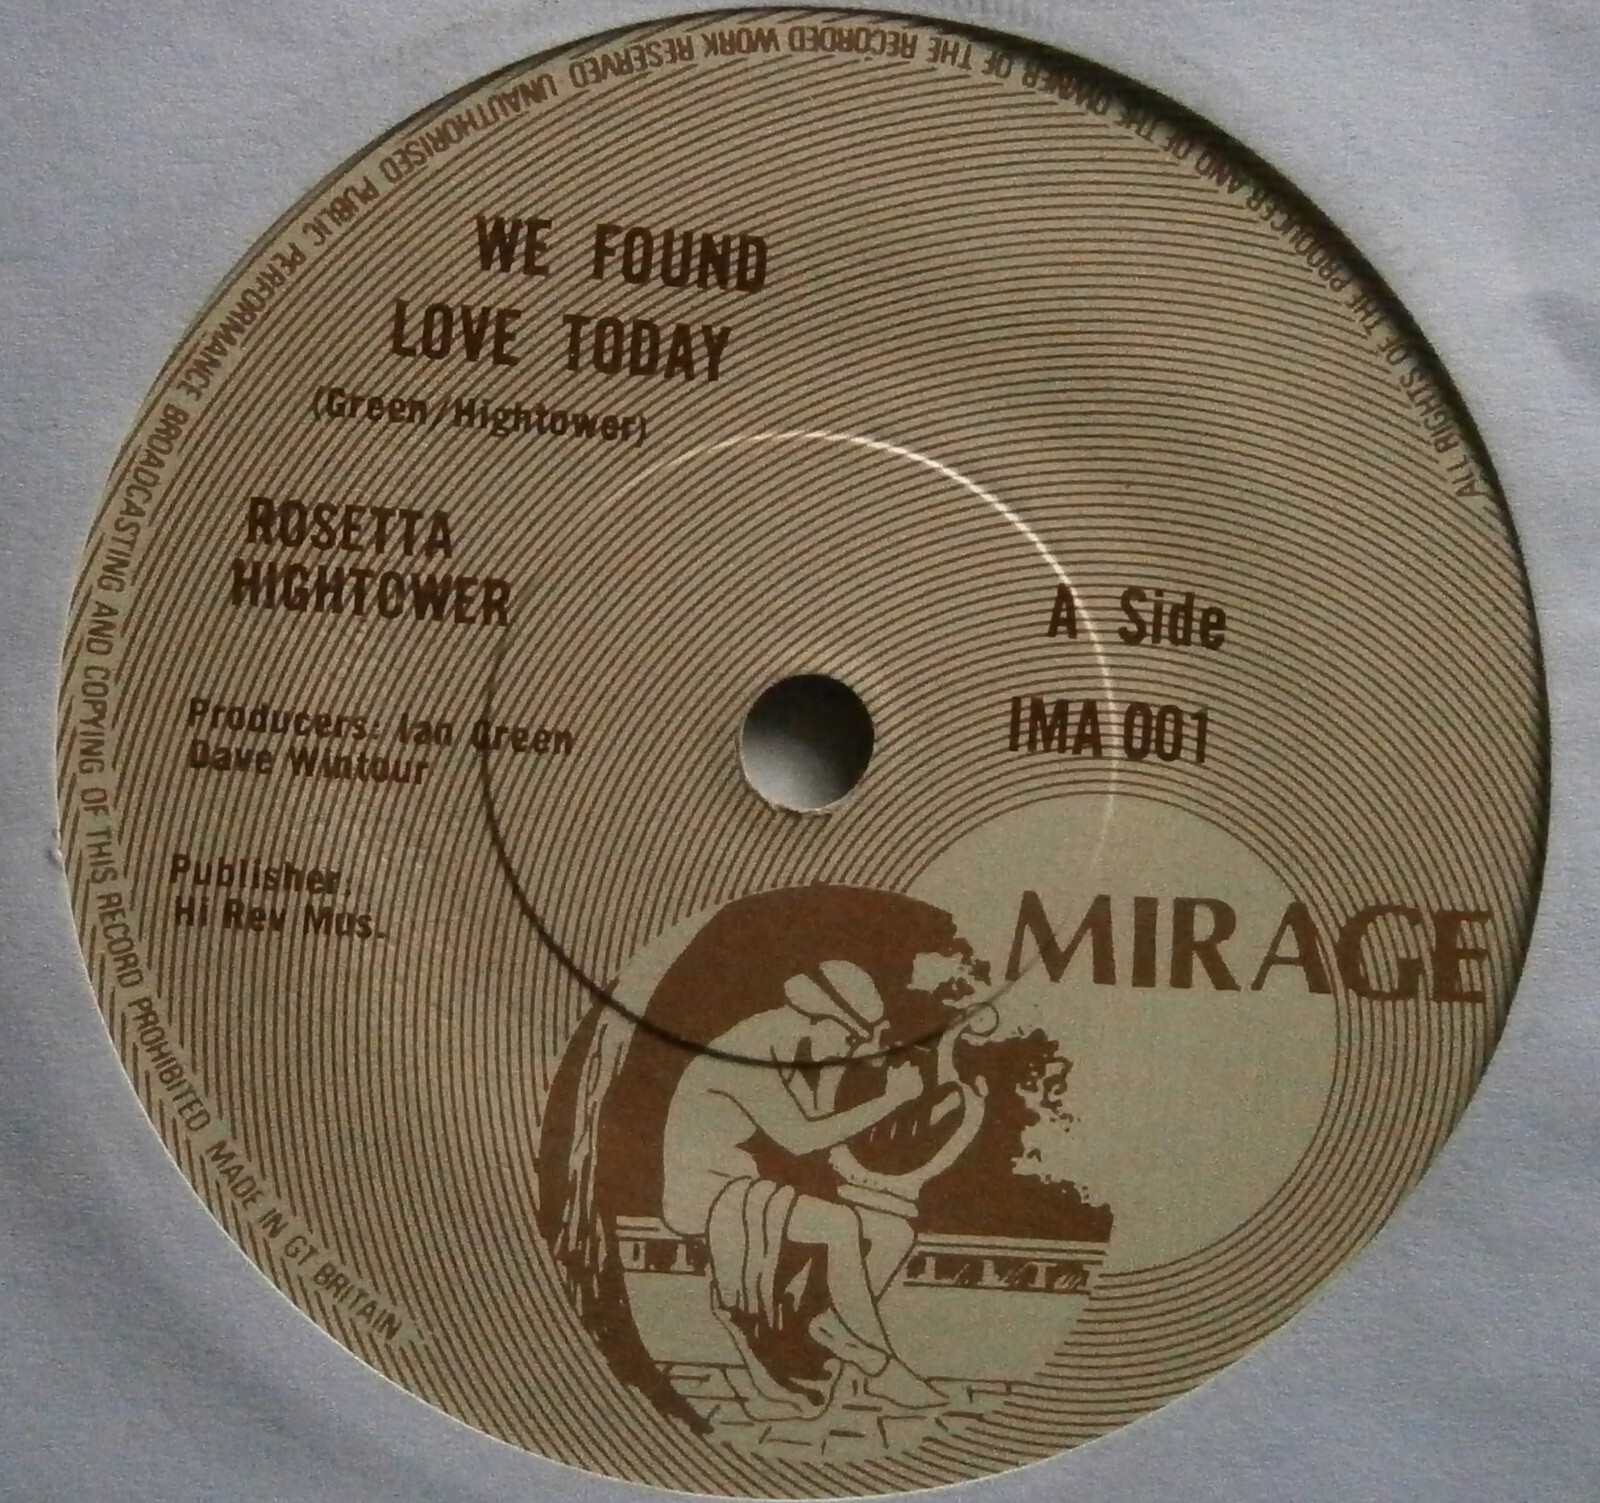 WE FOUND
LOVE TODAY
(Green/Hightower)
ROSETTA
HIGHTOWER
Producers: Ian Green
Dave Wintour
Publisher:
Hi Rev Mus.
A Side
IMA 001
MIRAGE
ALL RIGHTS OF THE PRODUCER AND OF THE OWNER OF THE RECORDED WORK RESERVED UNAUTHORISED PUBLIC PERFORMANCE BROADCASTING AND COPYING OF THIS RECORD PROHIBITED MADE IN GT BRITAIN